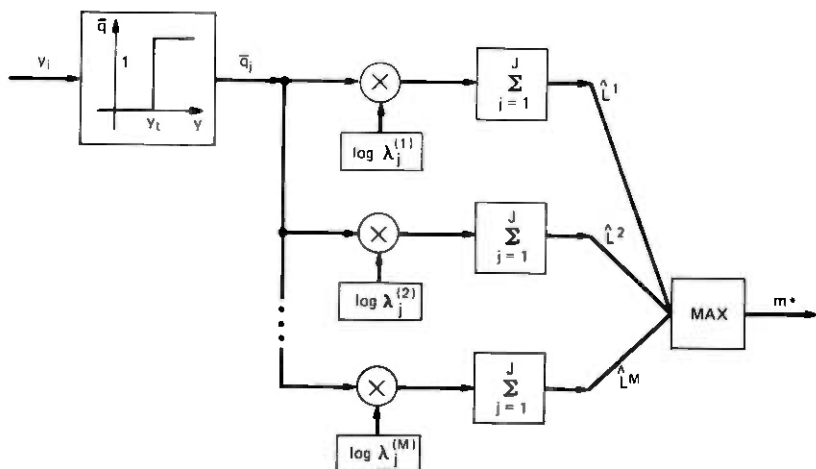 q̅
1
y_t y
y_i
q̅_j
×
J
Σ
j = 1
L̂¹
log λ_j^(1)
×
J
Σ
j = 1
L̂²
log λ_j^(2)
MAX
m*
×
J
Σ
j = 1
L̂ᴹ
log λ_j^(M)